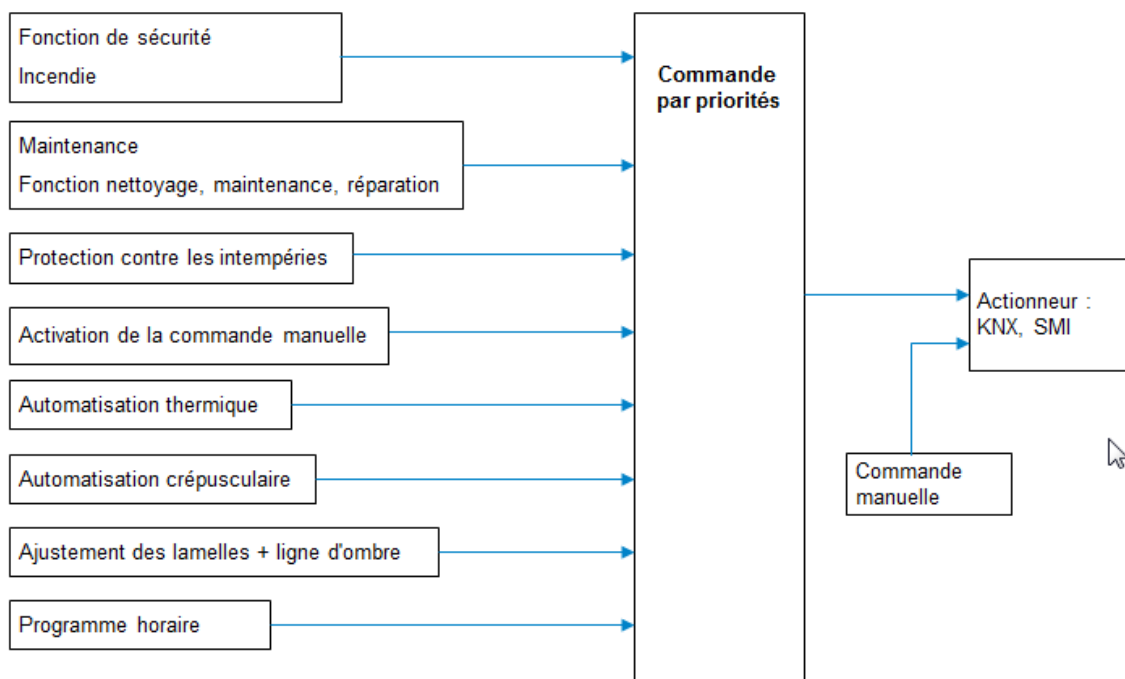 Fonction de sécurité
Incendie
Commande
par priorités
Maintenance
Fonction nettoyage, maintenance, réparation
Protection contre les intempéries
Actionneur :
KNX, SMI
Activation de la commande manuelle
Automatisation thermique
Automatisation crépusculaire
Commande
manuelle
Ajustement des lamelles + ligne d'ombre
Programme horaire